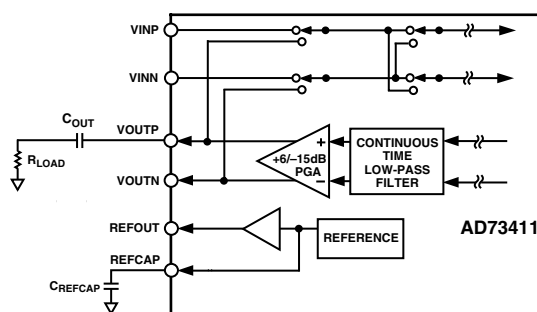 VINP
VINN
COUT
VOUTP
RLOAD
+
+6/–15dB
PGA
–
CONTINUOUS
TIME
LOW-PASS
FILTER
VOUTN
REFOUT
REFERENCE
AD73411
REFCAP
CREFCAP